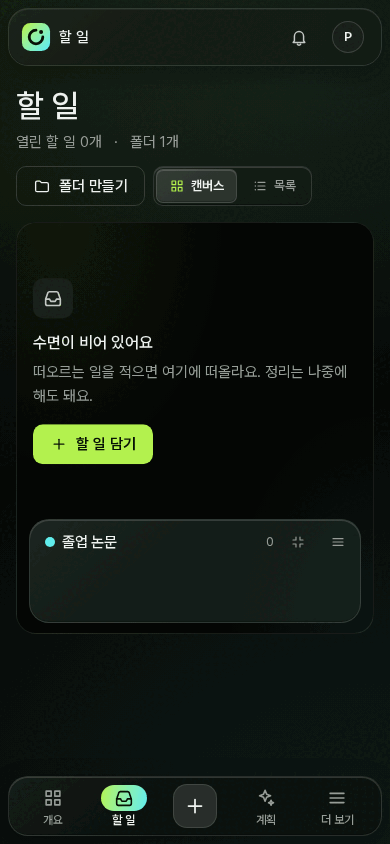 할 일
P
할 일
열린 할 일 0개 · 폴더 1개
폴더 만들기
캔버스
목록
수면이 비어 있어요
떠오르는 일을 적으면 여기에 떠올라요. 정리는 나중에
해도 돼요.
할 일 담기
졸업 논문
0
개요
할 일
계획
더 보기